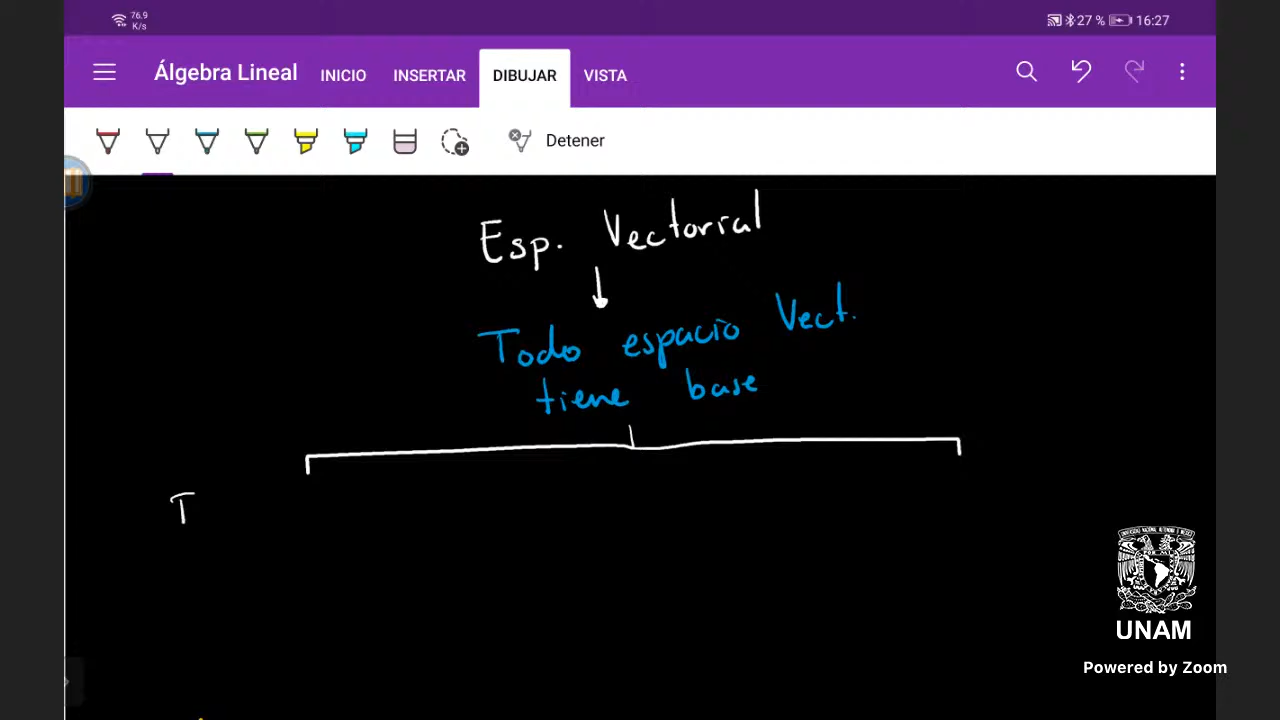 76,9
K/s
27 %
16:27
Álgebra Lineal
INICIO
INSERTAR
DIBUJAR
VISTA
Detener
Esp. Vectorial
Todo espacio Vect.
tiene base
T
UNAM
Powered by Zoom